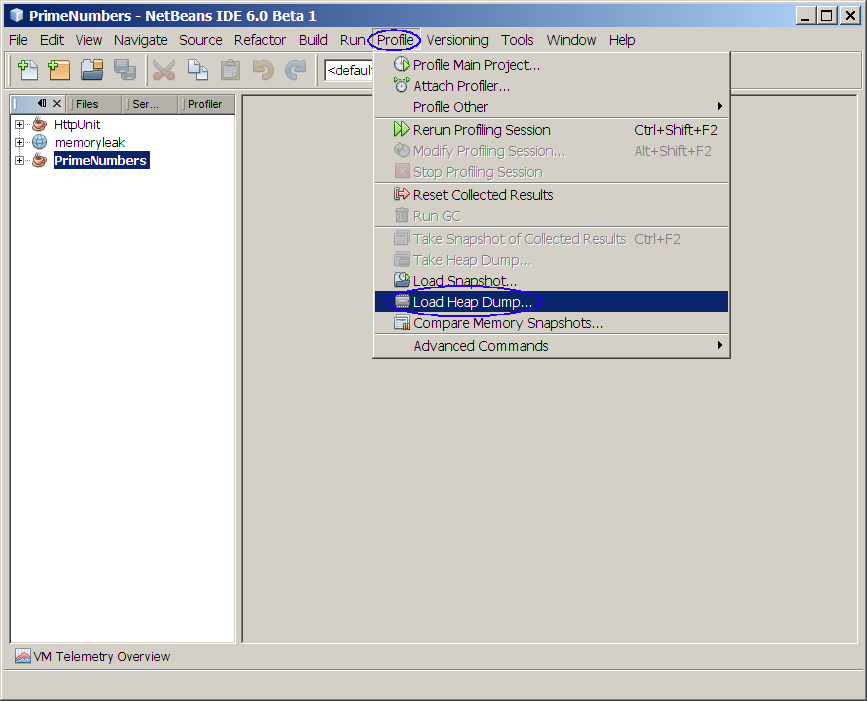 PrimeNumbers - NetBeans IDE 6.0 Beta 1
File Edit View Navigate Source Refactor Build Run Profile Versioning Tools Window Help
<default
Files Ser... Profiler
HttpUnit
memoryleak
PrimeNumbers
Profile Main Project...
Attach Profiler...
Profile Other
Rerun Profiling Session Ctrl+Shift+F2
Modify Profiling Session... Alt+Shift+F2
Stop Profiling Session
Reset Collected Results
Run GC
Take Snapshot of Collected Results Ctrl+F2
Take Heap Dump...
Load Snapshot...
Load Heap Dump...
Compare Memory Snapshots...
Advanced Commands
VM Telemetry Overview